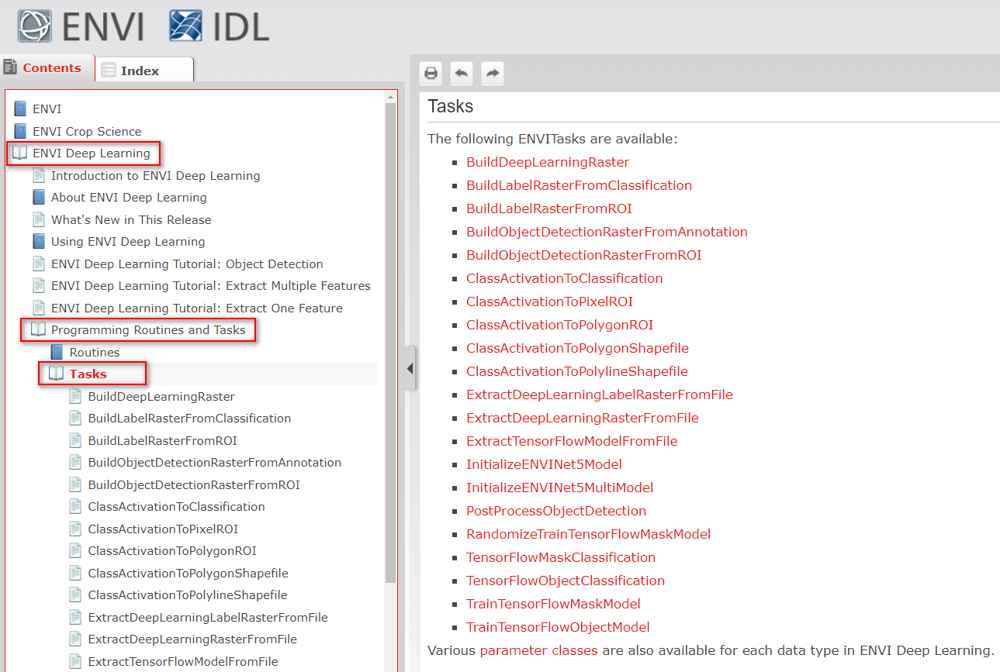 ENVI IDL
Contents
Index
ENVI
ENVI Crop Science
ENVI Deep Learning
Introduction to ENVI Deep Learning
About ENVI Deep Learning
What's New in This Release
Using ENVI Deep Learning
ENVI Deep Learning Tutorial: Object Detection
ENVI Deep Learning Tutorial: Extract Multiple Features
ENVI Deep Learning Tutorial: Extract One Feature
Programming Routines and Tasks
Routines
Tasks
BuildDeepLearningRaster
BuildLabelRasterFromClassification
BuildLabelRasterFromROI
BuildObjectDetectionRasterFromAnnotation
BuildObjectDetectionRasterFromROI
ClassActivationToClassification
ClassActivationToPixelROI
ClassActivationToPolygonROI
ClassActivationToPolygonShapefile
ClassActivationToPolylineShapefile
ExtractDeepLearningLabelRasterFromFile
ExtractDeepLearningRasterFromFile
ExtractTensorFlowModelFromFile
Tasks
The following ENVITasks are available:
BuildDeepLearningRaster
BuildLabelRasterFromClassification
BuildLabelRasterFromROI
BuildObjectDetectionRasterFromAnnotation
BuildObjectDetectionRasterFromROI
ClassActivationToClassification
ClassActivationToPixelROI
ClassActivationToPolygonROI
ClassActivationToPolygonShapefile
ClassActivationToPolylineShapefile
ExtractDeepLearningLabelRasterFromFile
ExtractDeepLearningRasterFromFile
ExtractTensorFlowModelFromFile
InitializeENVINet5Model
InitializeENVINet5MultiModel
PostProcessObjectDetection
RandomizeTrainTensorFlowMaskModel
TensorFlowMaskClassification
TensorFlowObjectClassification
TrainTensorFlowMaskModel
TrainTensorFlowObjectModel
Various parameter classes are also available for each data type in ENVI Deep Learning.